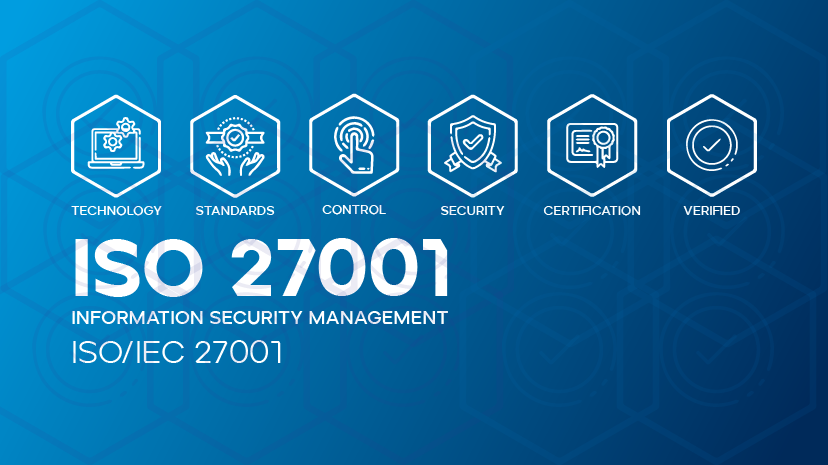 TECHNOLOGY STANDARDS CONTROL SECURITY CERTIFICATION VERIFIED
ISO 27001
INFORMATION SECURITY MANAGEMENT
ISO/IEC 27001